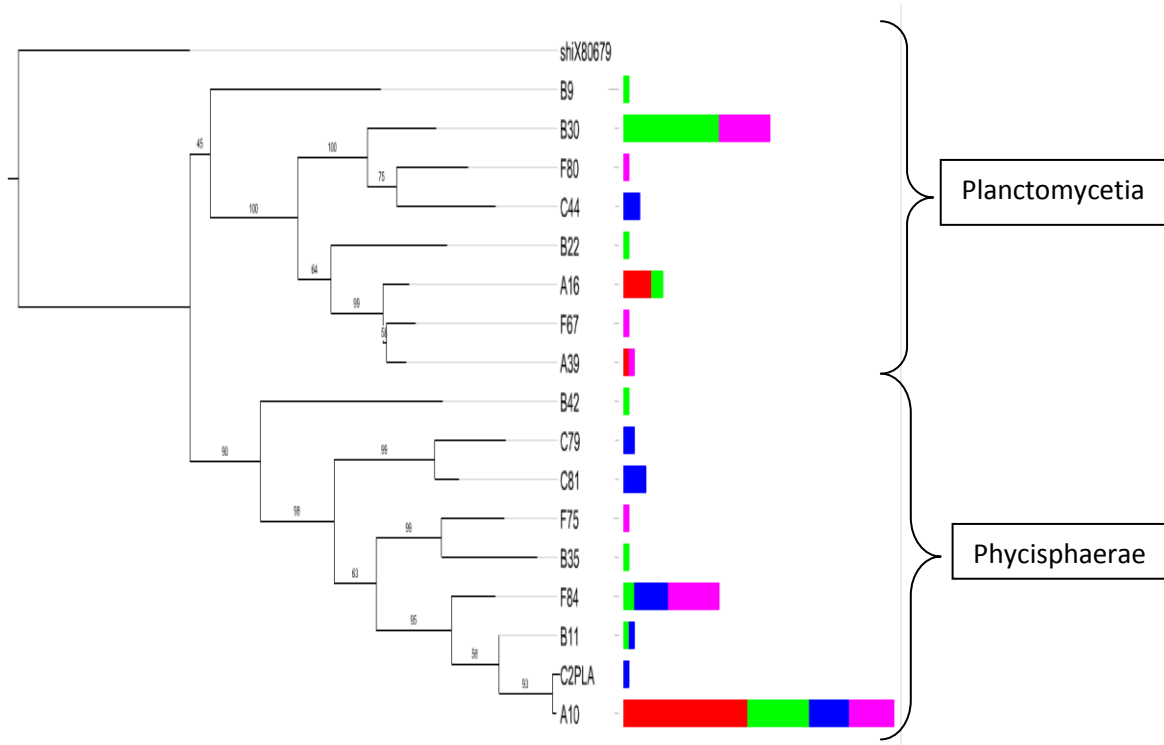 shiX80679
B9
B30
45
100
F80
75
C44
Planctomycetia
100
B22
64
A16
99
F67
A39
B42
90
C79
99
C81
98
F75
99
B35
Phycisphaerae
63
F84
95
B11
58
C2PLA
93
A10